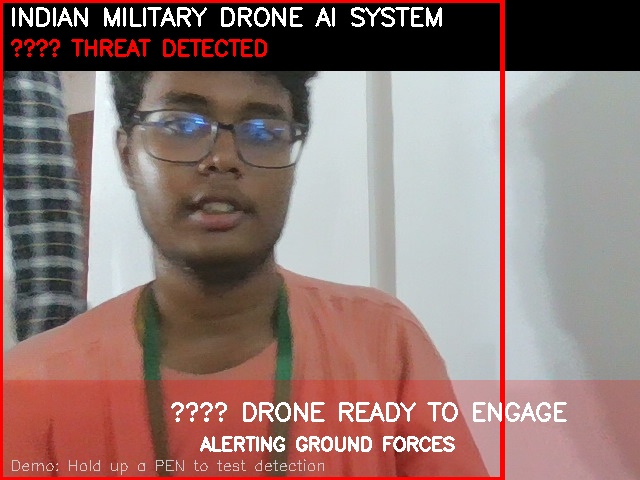 INDIAN MILITARY DRONE AI SYSTEM
???? THREAT DETECTED
???? DRONE READY TO ENGAGE
ALERTING GROUND FORCES
Demo: Hold up a PEN to test detection